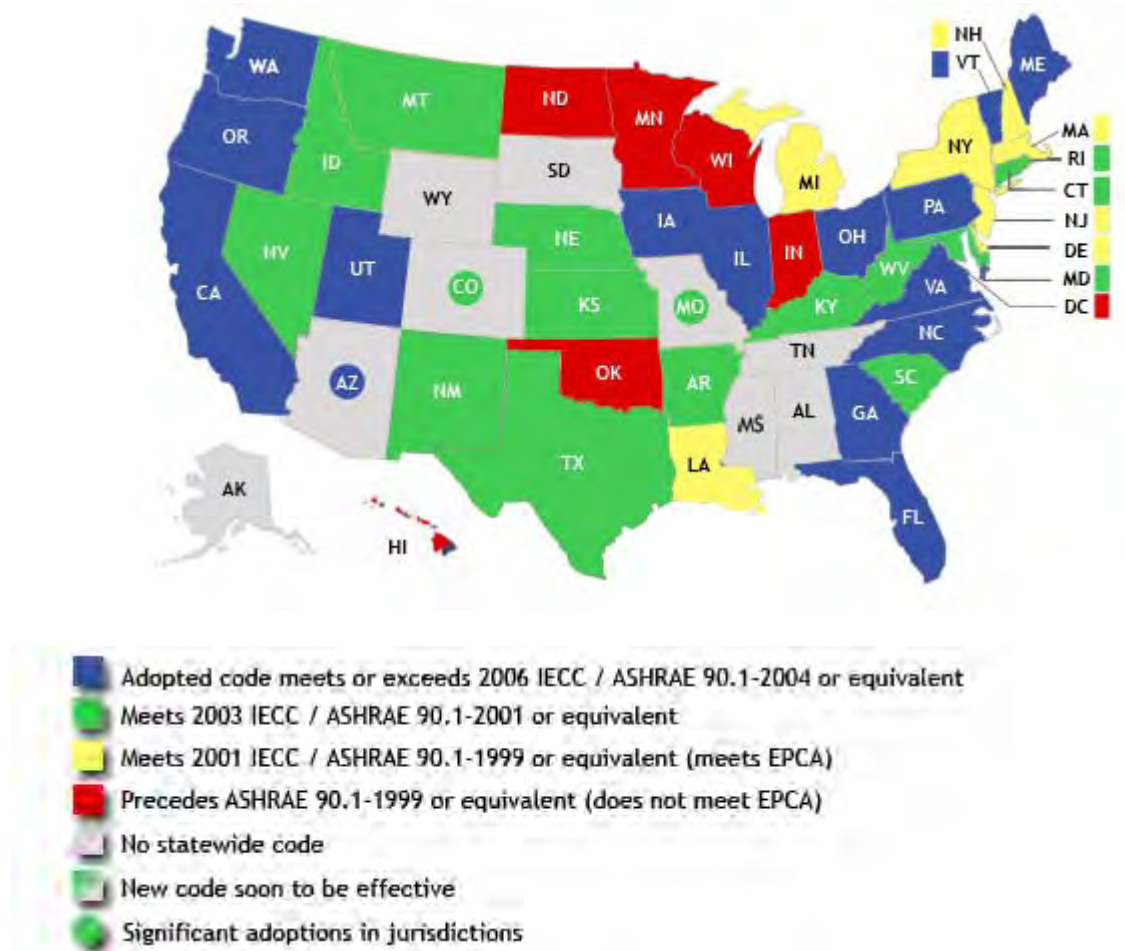 NH
VT
ME
WA
MT
ND
MN
MA
OR
NY
RI
ID
SD
WI
MI
CT
WY
PA
NJ
IA
NE
OH
DE
NV
UT
IL
IN
WV
MD
CA
CO
KS
MO
VA
DC
KY
NC
TN
AZ
NM
OK
AR
SC
MS
AL
GA
TX
LA
AK
FL
HI
Adopted code meets or exceeds 2006 IECC / ASHRAE 90.1-2004 or equivalent
Meets 2003 IECC / ASHRAE 90.1-2001 or equivalent
Meets 2001 IECC / ASHRAE 90.1-1999 or equivalent (meets EPCA)
Precedes ASHRAE 90.1-1999 or equivalent (does not meet EPCA)
No statewide code
New code soon to be effective
Significant adoptions in jurisdictions